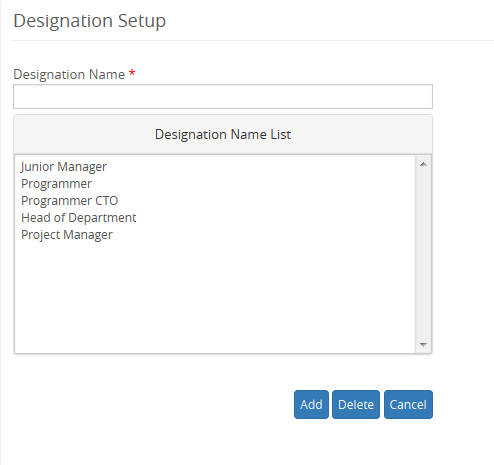 Designation Setup
Designation Name *
Designation Name List
Junior Manager
Programmer
Programmer CTO
Head of Department
Project Manager
Add Delete Cancel